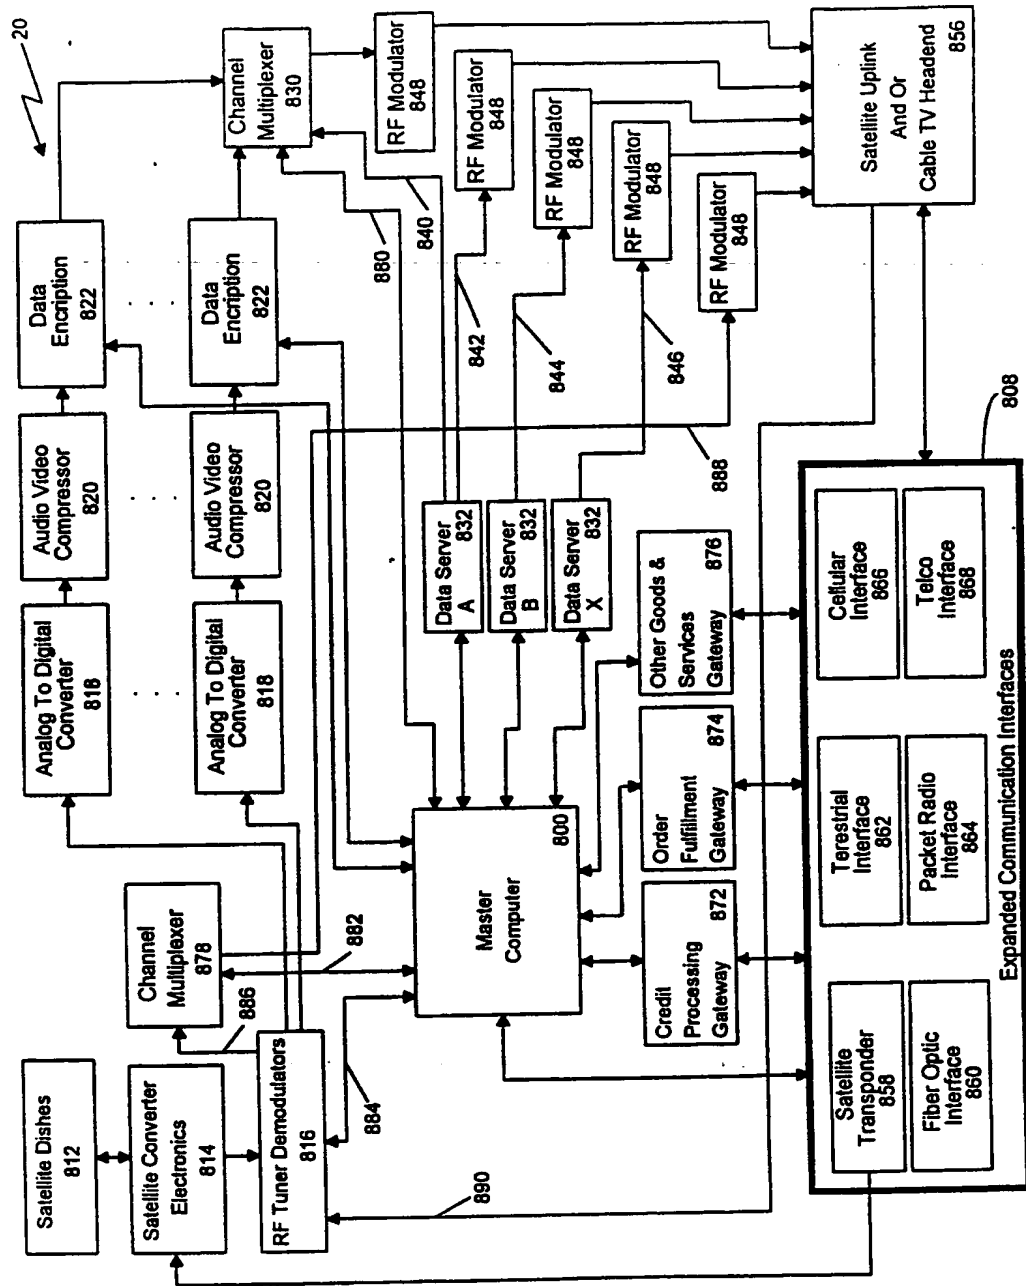 20
Satellite Dishes
812
Satellite Converter
Electronics
814
RF Tuner Demodulators
816
Channel
Multiplexer
878
886
882
884
890
Analog To Digital
Converter
818
Analog To Digital
Converter
818
Audio Video
Compressor
820
Audio Video
Compressor
820
Data
Encription
822
Data
Encription
822
Channel
Multiplexer
830
880
840
842
844
846
888
RF Modulator
848
RF Modulator
848
RF Modulator
848
RF Modulator
848
RF Modulator
848
Master
Computer
800
Data Server
A 832
Data Server
B 832
Data Server
X 832
Credit
Processing
Gateway
872
Order
Fulfillment
Gateway
874
Other Goods &
Services
Gateway
876
Satellite Uplink
And Or
Cable TV Headend
856
808
Satellite
Transponder
858
Fiber Optic
Interface
860
Terestrial
Interface
862
Packet Radio
Interface
864
Cellular
Interface
866
Telco
Interface
868
Expanded Communication Interfaces